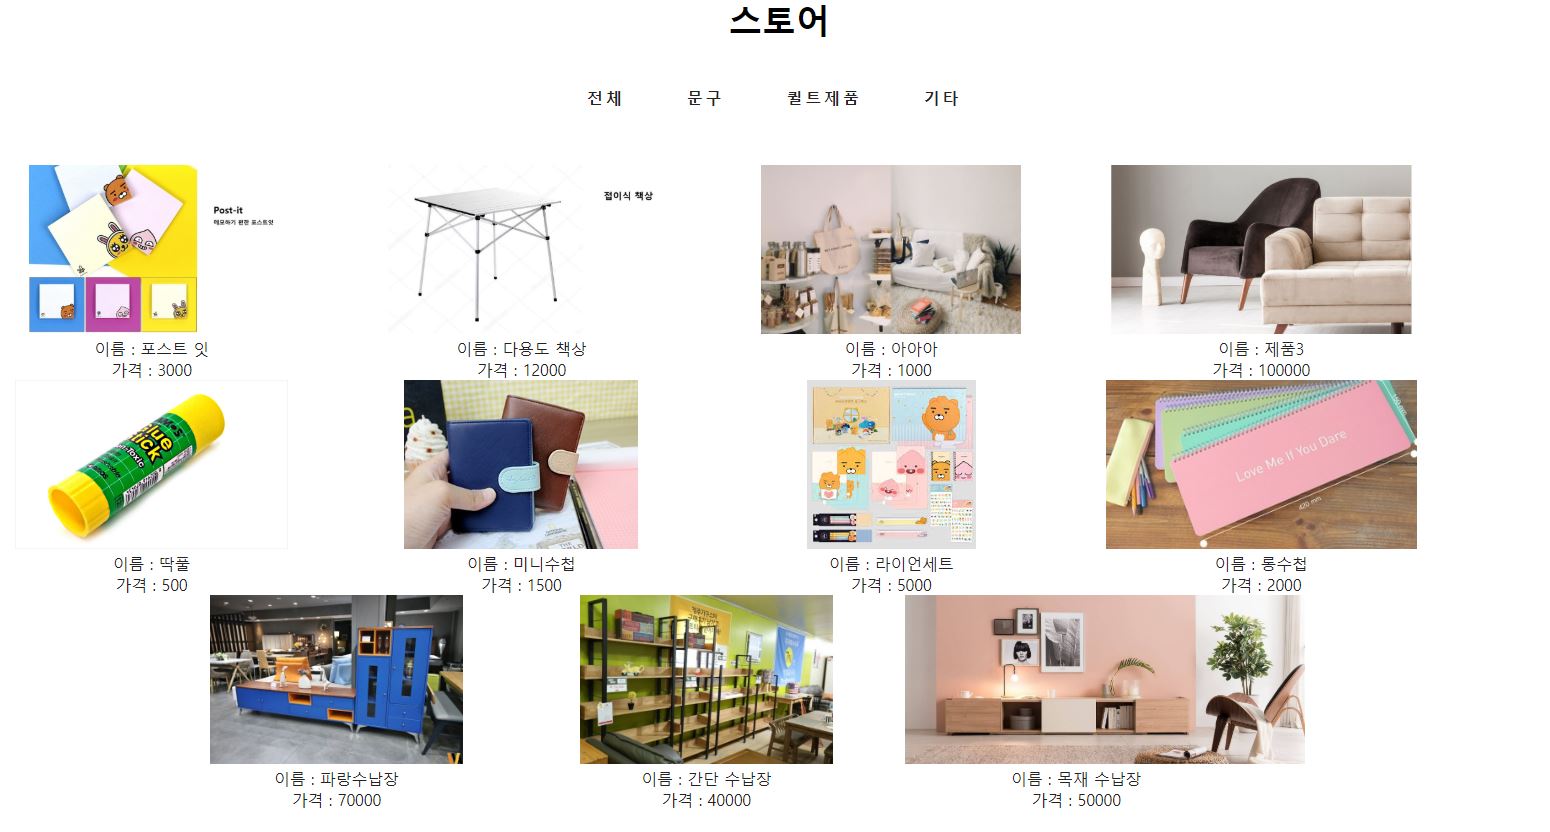 스토어
전체 문구 퀼트제품 기타
Post-it
메모하기 편한 포스트잇
접이식 책상
이름 : 포스트 잇
가격 : 3000
이름 : 다용도 책상
가격 : 12000
이름 : 아아아
가격 : 1000
이름 : 제품3
가격 : 100000
Glue
Stick
Non-Toxic
Love Me If You Dare
420 mm
이름 : 딱풀
가격 : 500
이름 : 미니수첩
가격 : 1500
이름 : 라이언세트
가격 : 5000
이름 : 롱수첩
가격 : 2000
이름 : 파랑수납장
가격 : 70000
이름 : 간단 수납장
가격 : 40000
이름 : 목재 수납장
가격 : 50000